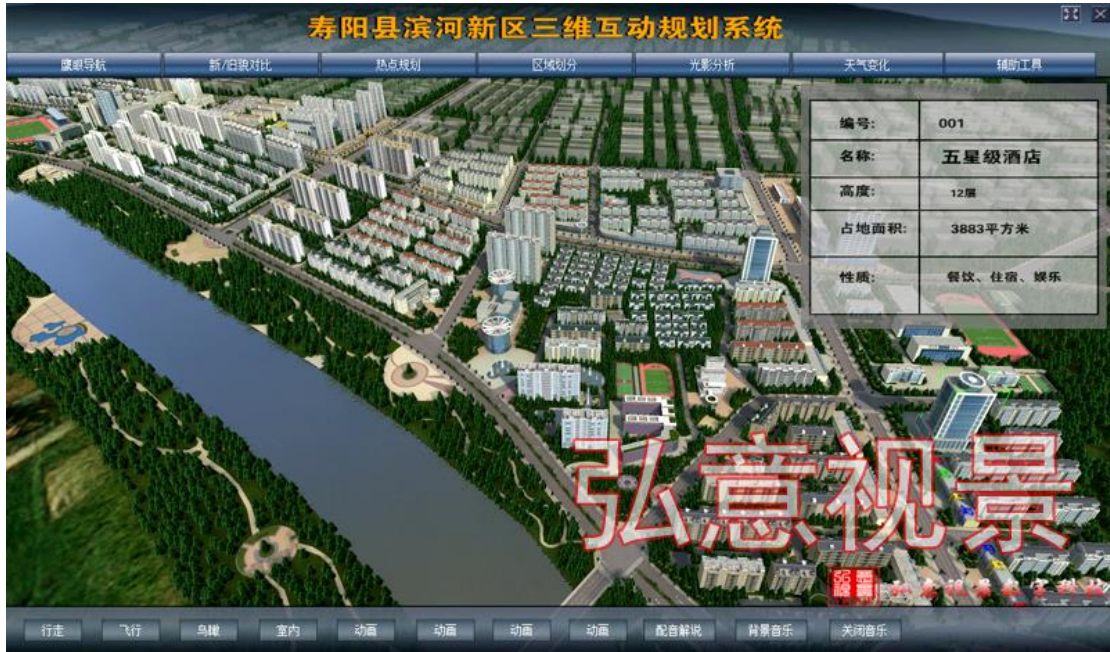 寿阳县滨河新区三维互动规划系统
鹰眼导航 新/旧貌对比 热点规划 区域划分 光影分析 天气变化 辅助工具
编号: 001
名称: 五星级酒店
高度: 12层
占地面积: 3883平方米
性质: 餐饮、住宿、娱乐
弘意视景
行走 飞行 鸟瞰 室内 动画 动画 动画 动画 配音解说 背景音乐 关闭音乐